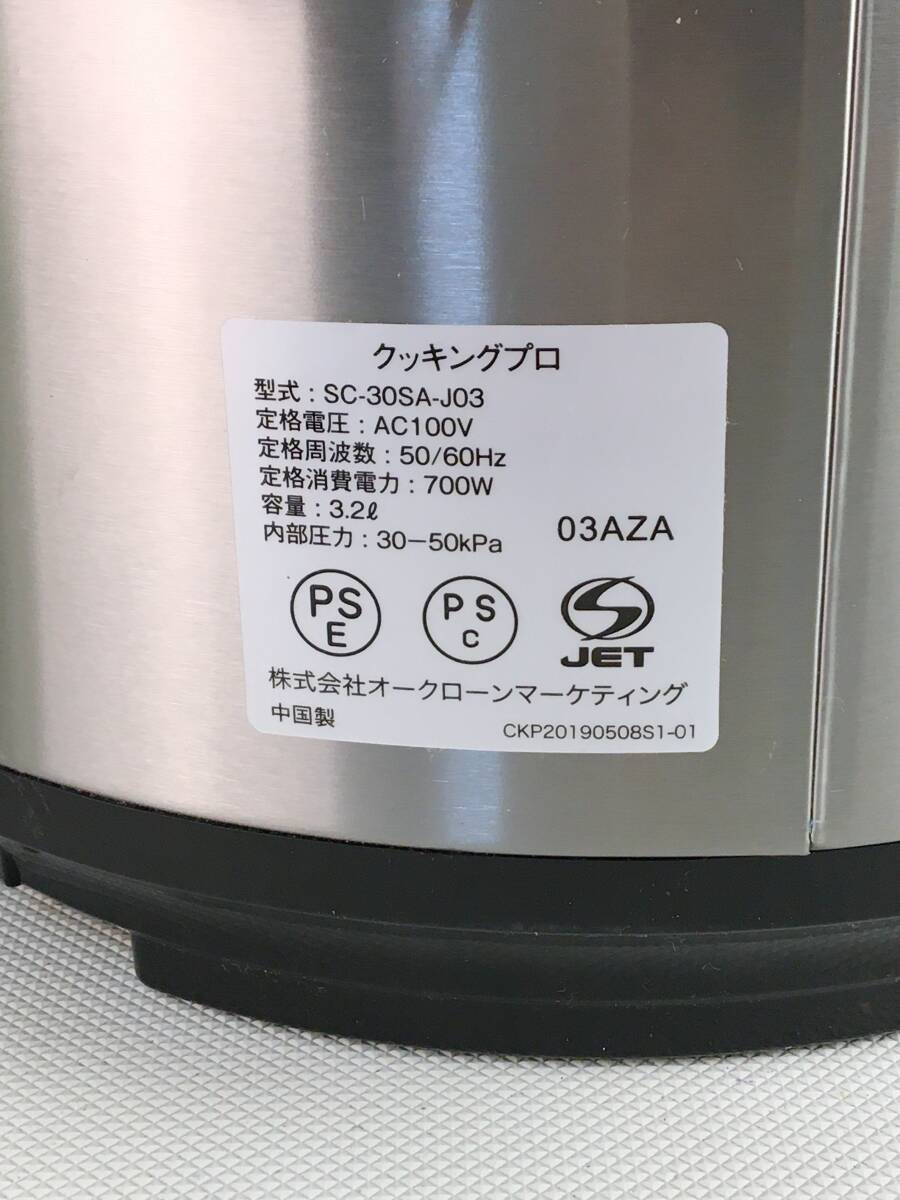 クッキングプロ
型式：SC-30SA-J03
定格電圧：AC100V
定格周波数：50/60Hz
定格消費電力：700W
容量：3.2ℓ
内部圧力：30－50kPa
03AZA
PS
E
PS
C
JET
株式会社オークローンマーケティング
中国製
CKP20190508S1-01